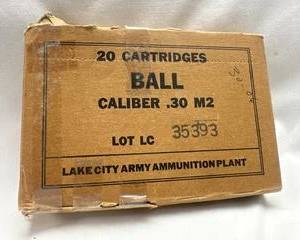 20 CARTRIDGES
BALL
CALIBER .30 M2
LOT LC 35393
LAKE CITY ARMY AMMUNITION PLANT